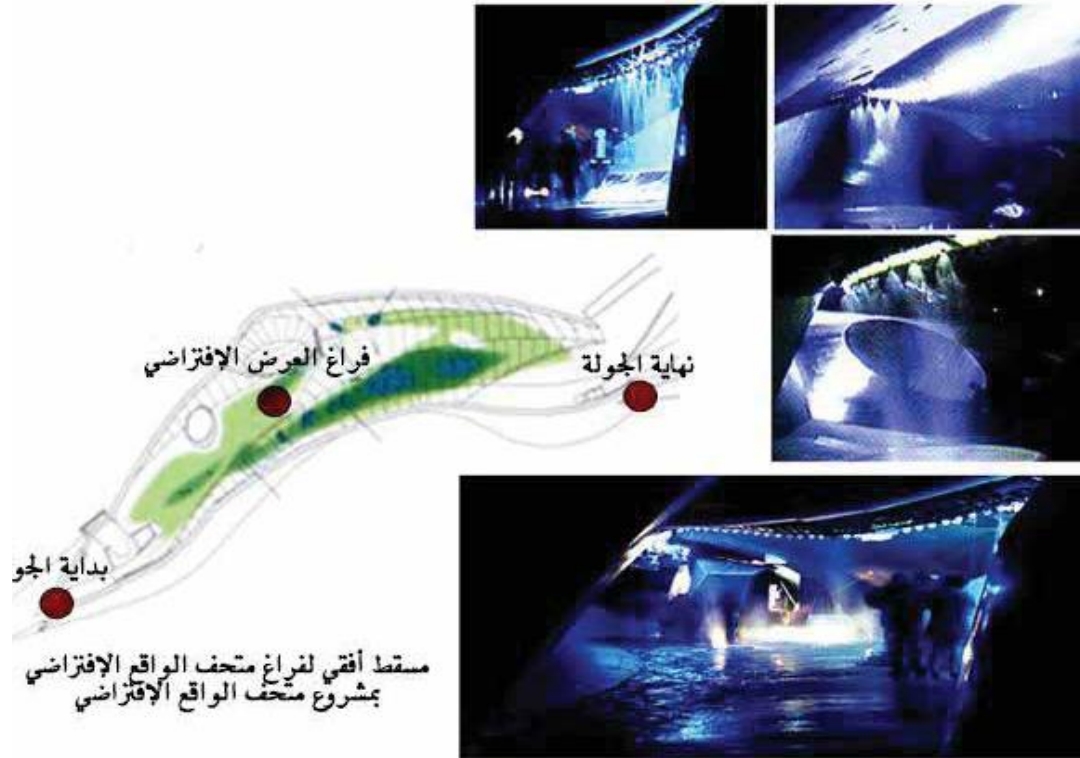 فراغ العرض الإفتراضي
نهاية الجولة
بداية الجو
مسقط أفقي لفراغ متحف الواقع الإفتراضي
بمشروع متحف الواقع الإفتراضي